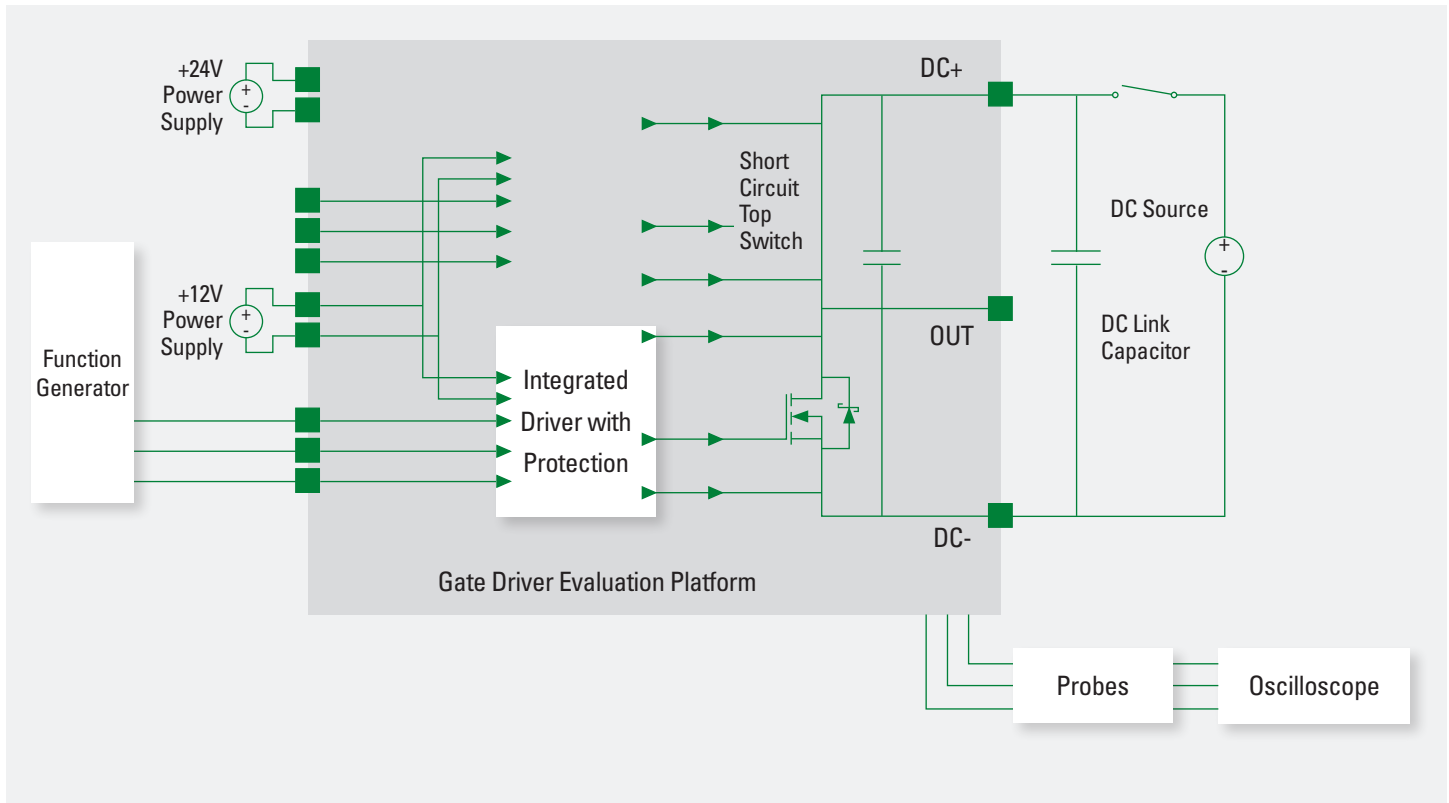 +24V
Power
Supply
+
-
DC+
Short
Circuit
Top
Switch
DC Source
+
-
+12V
Power
Supply
+
-
OUT
DC Link
Capacitor
Function
Generator
Integrated
Driver with
Protection
DC-
Gate Driver Evaluation Platform
Probes
Oscilloscope